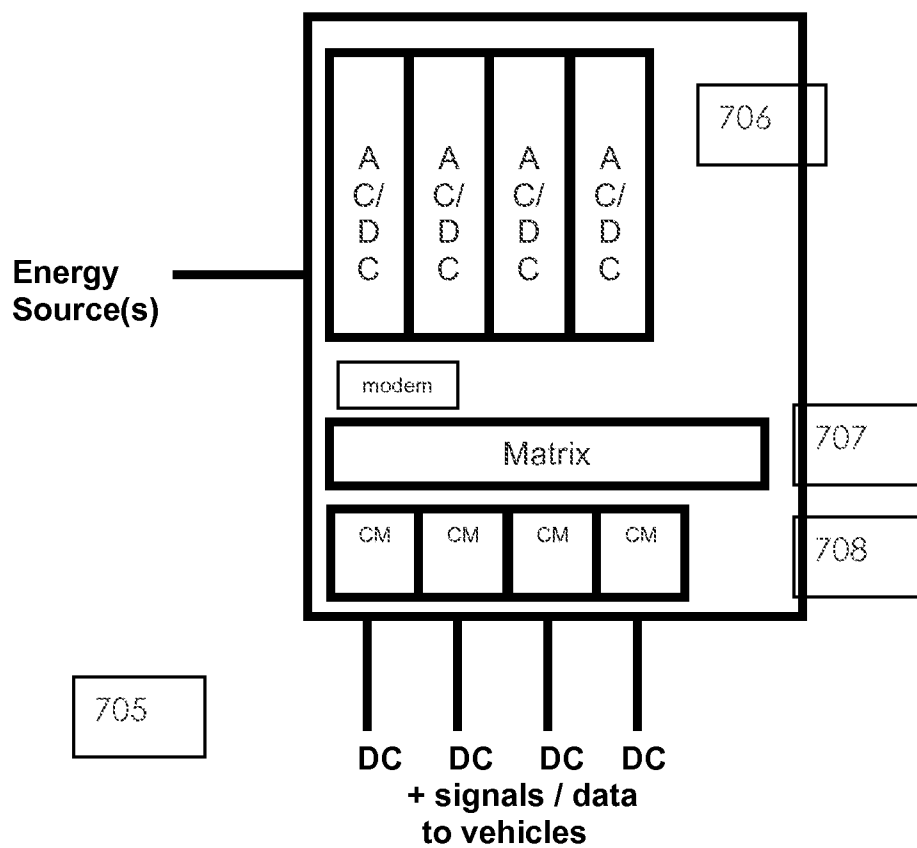 706
A A A A
C/ C/ C/ C/
D D D D
C C C C
Energy
Source(s)
modem
707
Matrix
CM CM CM CM
708
705
DC DC DC DC
+ signals / data
to vehicles